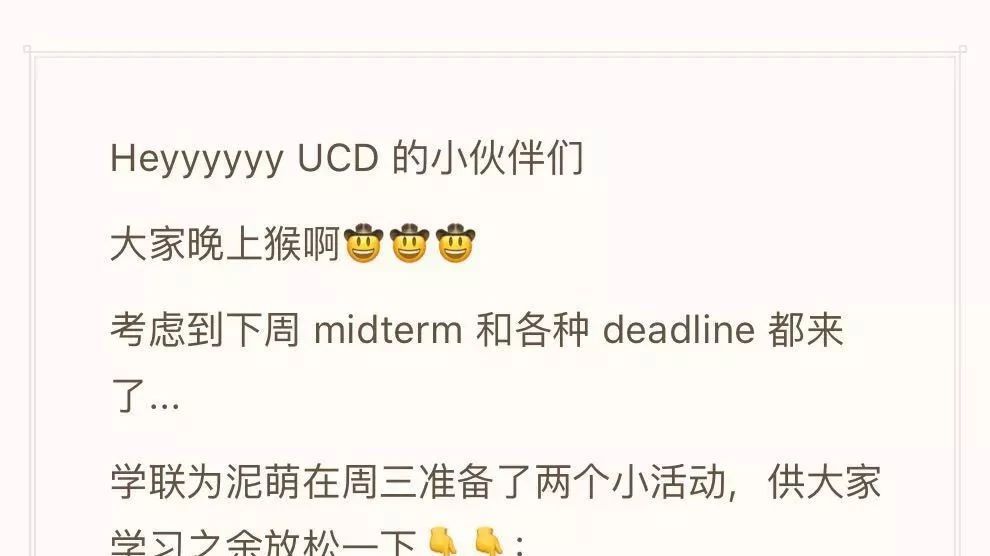 Heyyyyyy UCD 的小伙伴们
大家晚上猴啊🤠🤠🤠
考虑到下周 midterm 和各种 deadline 都来
了...
学联为泥萌在周三准备了两个小活动，供大家
学习之余放松一下👇👇：